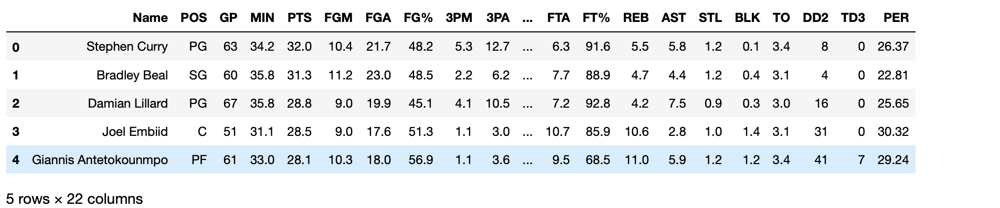 Name POS GP MIN PTS FGM FGA FG% 3PM 3PA ... FTA FT% REB AST STL BLK TO DD2 TD3 PER
0 Stephen Curry PG 63 34.2 32.0 10.4 21.7 48.2 5.3 12.7 ... 6.3 91.6 5.5 5.8 1.2 0.1 3.4 8 0 26.37
1 Bradley Beal SG 60 35.8 31.3 11.2 23.0 48.5 2.2 6.2 ... 7.7 88.9 4.7 4.4 1.2 0.4 3.1 4 0 22.81
2 Damian Lillard PG 67 35.8 28.8 9.0 19.9 45.1 4.1 10.5 ... 7.2 92.8 4.2 7.5 0.9 0.3 3.0 16 0 25.65
3 Joel Embiid C 51 31.1 28.5 9.0 17.6 51.3 1.1 3.0 ... 10.7 85.9 10.6 2.8 1.0 1.4 3.1 31 0 30.32
4 Giannis Antetokounmpo PF 61 33.0 28.1 10.3 18.0 56.9 1.1 3.6 ... 9.5 68.5 11.0 5.9 1.2 1.2 3.4 41 7 29.24
5 rows × 22 columns